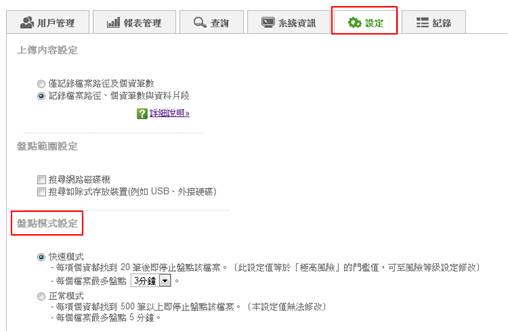 用戶管理 報表管理 查詢 系統資訊 設定 記錄
上傳內容設定
僅記錄檔案路徑及個資筆數
記錄檔案路徑、個資筆數與資料片段
詳細說明»
盤點範圍設定
搜尋網路磁碟機
搜尋卸除式存放裝置(例如 USB、外接硬碟)
盤點模式設定
快速模式
- 每項個資都找到 20 筆後即停止盤點該檔案。（此設定值等於「極高風險」的門檻值，可至風險等級設定修改）
- 每個檔案最多盤點 3分鐘 。
正常模式
- 每項個資都找到 500 筆以上即停止盤點該檔案。（本設定值無法修改）
- 每個檔案最多盤點 5 分鐘。